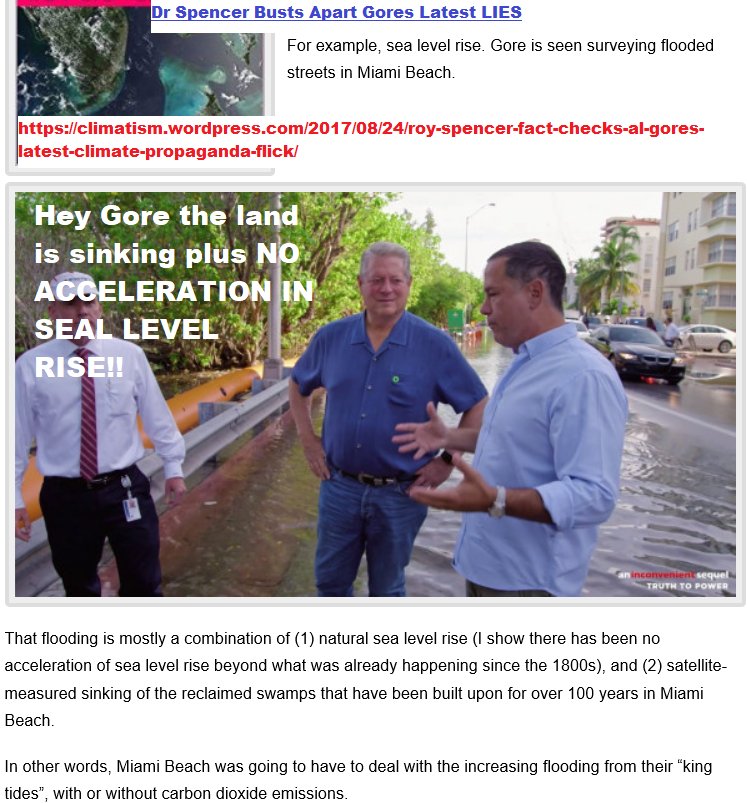 Dr Spencer Busts Apart Gores Latest LIES
For example, sea level rise. Gore is seen surveying flooded
streets in Miami Beach.
https://climatism.wordpress.com/2017/08/24/roy-spencer-fact-checks-al-gores-
latest-climate-propaganda-flick/
Hey Gore the land
is sinking plus NO
ACCELERATION IN
SEAL LEVEL
RISE!!
an inconvenient sequel
TRUTH TO POWER
That flooding is mostly a combination of (1) natural sea level rise (I show there has been no
acceleration of sea level rise beyond what was already happening since the 1800s), and (2) satellite-
measured sinking of the reclaimed swamps that have been built upon for over 100 years in Miami
Beach.
In other words, Miami Beach was going to have to deal with the increasing flooding from their “king
tides”, with or without carbon dioxide emissions.